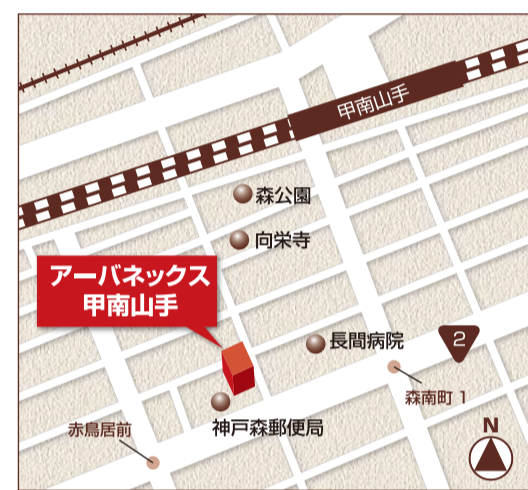 甲南山手
森公園
向栄寺
アーバネックス
甲南山手
長間病院
2
森南町 1
神戸森郵便局
赤鳥居前
N